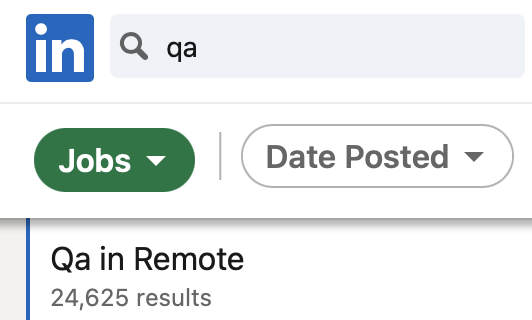 in
qa
Jobs
Date Posted
Qa in Remote
24,625 results